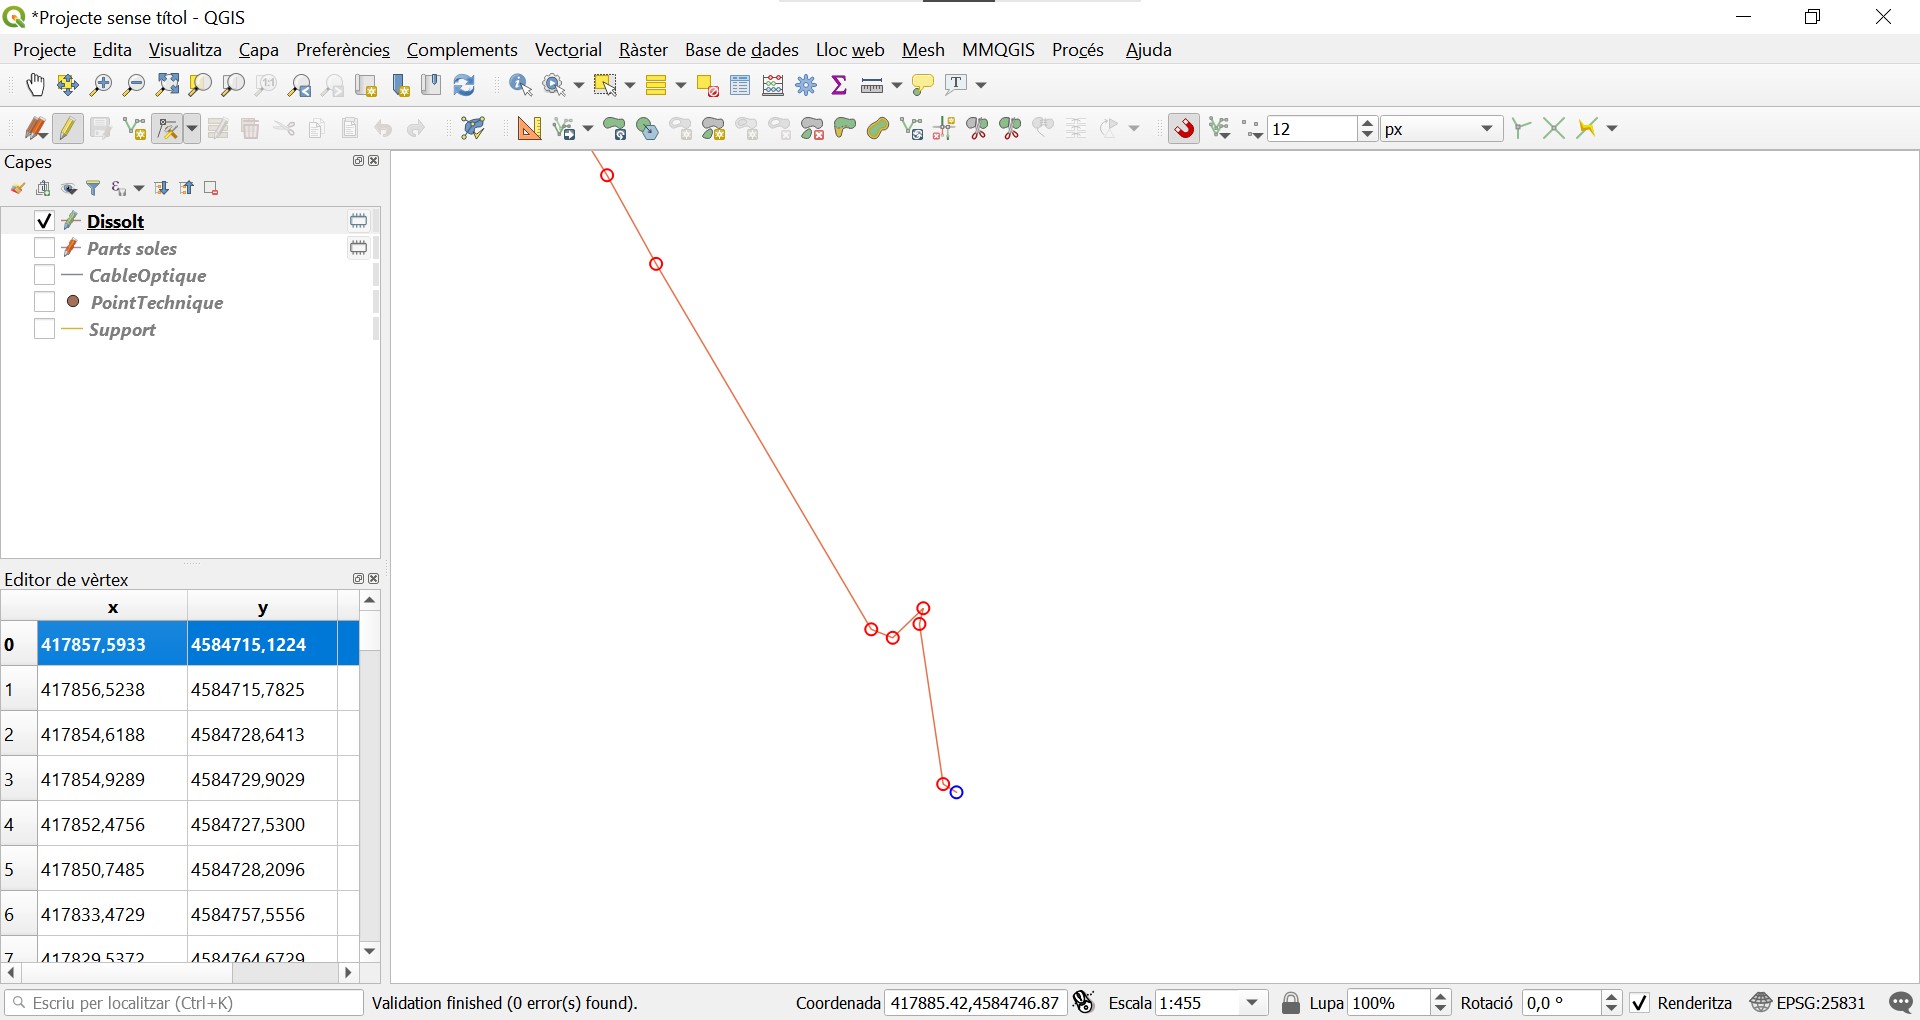 *Projecte sense títol - QGIS
Projecte Edita Visualitza Capa Preferències Complements Vectorial Ràster Base de dades Lloc web Mesh MMQGIS Procés Ajuda
12 px
Capes
Dissolt
Parts soles
CableOptique
PointTechnique
Support
Editor de vèrtex
x y
0 417857,5933 4584715,1224
1 417856,5238 4584715,7825
2 417854,6188 4584728,6413
3 417854,9289 4584729,9029
4 417852,4756 4584727,5300
5 417850,7485 4584728,2096
6 417833,4729 4584757,5556
7 417829,5372 4584764,6729
Escriu per localitzar (Ctrl+K) Validation finished (0 error(s) found). Coordenada 417885.42,4584746.87 Escala 1:455 Lupa 100% Rotació 0,0 ° Renderitza EPSG:25831